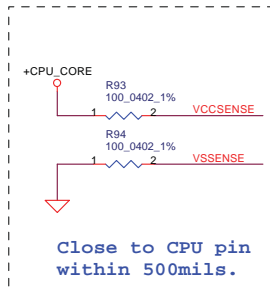 +CPU_CORE
R93
100_0402_1%
1
2
VCCSENSE
R94
100_0402_1%
1
2
VSSENSE
Close to CPU pin
within 500mils.